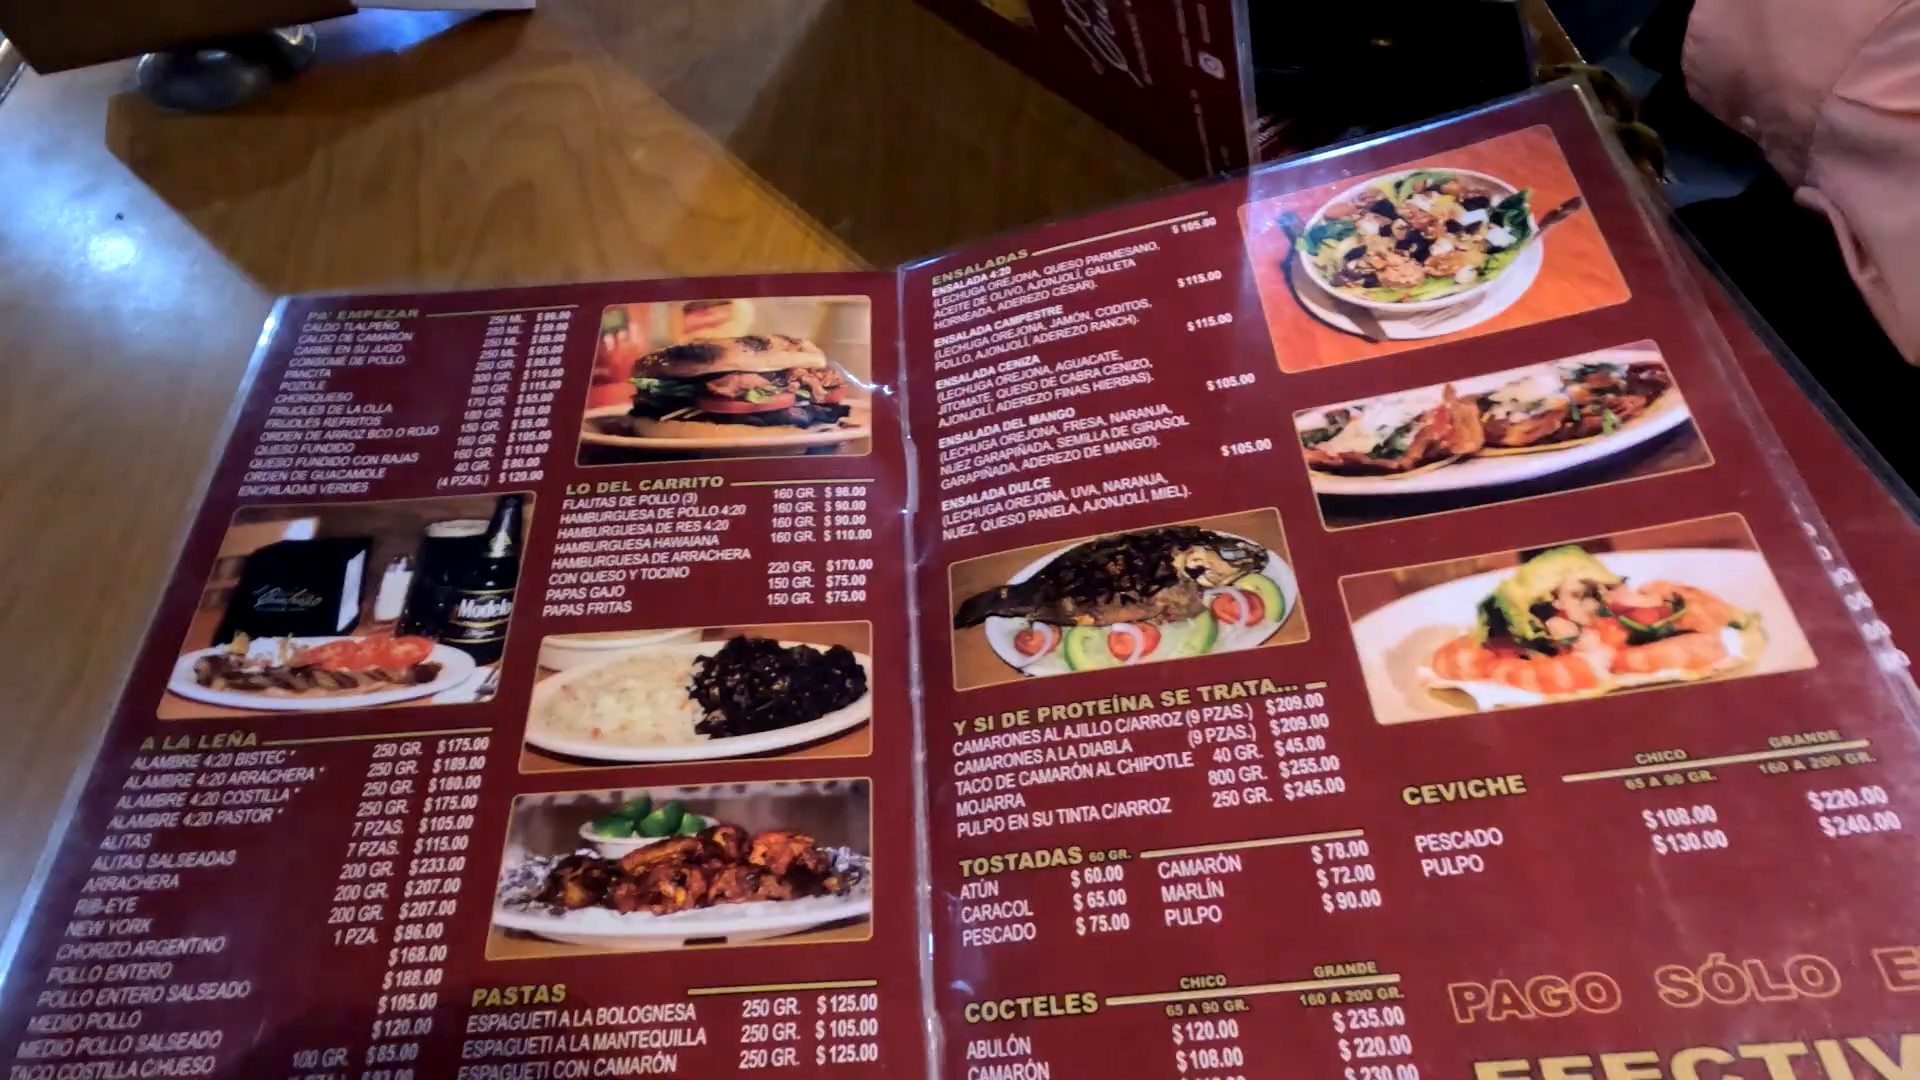 PA' EMPEZAR
CALDO TLALPEÑO 250 ML.
CALDO DE CAMARÓN 250 ML.
CARNE EN SU JUGO 250 ML.
CONSOME DE POLLO
PANCITA
POZOLE
CHORIQUESO
FRIJOLES DE LA OLLA
FRIJOLES REFRITOS
ORDEN DE ARROZ BCO O ROJO
QUESO FUNDIDO
QUESO FUNDIDO CON RAJAS
ORDEN DE GUACAMOLE
ENCHILADAS VERDES (4 PZAS.) $120.00
Modelo
A LA LEÑA
ALAMBRE 4:20 BISTEC * 250 GR. $175.00
ALAMBRE 4:20 ARRACHERA * 250 GR. $189.00
ALAMBRE 4:20 COSTILLA * 250 GR. $180.00
ALAMBRE 4:20 PASTOR * 250 GR. $175.00
ALITAS 7 PZAS. $105.00
ALITAS SALSEADAS 7 PZAS. $115.00
ARRACHERA 200 GR. $233.00
RIB-EYE 200 GR. $207.00
NEW YORK 200 GR. $207.00
CHORIZO ARGENTINO 1 PZA. $86.00
POLLO ENTERO $168.00
POLLO ENTERO SALSEADO $188.00
MEDIO POLLO $105.00
MEDIO POLLO SALSEADO $120.00
TACO COSTILLA C/HUESO 100 GR. $85.00
LO DEL CARRITO
FLAUTAS DE POLLO (3) 160 GR. $98.00
HAMBURGUESA DE POLLO 4:20 160 GR. $90.00
HAMBURGUESA DE RES 4:20 160 GR. $90.00
HAMBURGUESA HAWAIANA 160 GR. $110.00
HAMBURGUESA DE ARRACHERA
CON QUESO Y TOCINO 220 GR. $170.00
PAPAS GAJO 150 GR. $75.00
PAPAS FRITAS 150 GR. $75.00
PASTAS
ESPAGUETI A LA BOLOGNESA 250 GR. $125.00
ESPAGUETI A LA MANTEQUILLA 250 GR. $105.00
ESPAGUETI CON CAMARÓN 250 GR. $125.00
ENSALADAS
ENSALADA 4:20 $105.00
(LECHUGA OREJONA, QUESO PARMESANO,
ACEITE DE OLIVO, AJONJOLÍ, GALLETA
HORNEADA, ADEREZO CÉSAR).
ENSALADA CAMPESTRE $115.00
(LECHUGA OREJONA, JAMÓN, CODITOS,
POLLO, AJONJOLÍ, ADEREZO RANCH).
ENSALADA CENIZA $115.00
(LECHUGA OREJONA, AGUACATE,
JITOMATE, QUESO DE CABRA CENIZO,
AJONJOLÍ, ADEREZO FINAS HIERBAS).
ENSALADA DEL MANGO $105.00
(LECHUGA OREJONA, FRESA, NARANJA,
NUEZ GARAPIÑADA, SEMILLA DE GIRASOL
GARAPIÑADA, ADEREZO DE MANGO).
ENSALADA DULCE $105.00
(LECHUGA OREJONA, UVA, NARANJA,
NUEZ, QUESO PANELA, AJONJOLÍ, MIEL).
Y SI DE PROTEÍNA SE TRATA...
CAMARONES AL AJILLO C/ARROZ (9 PZAS.) $209.00
CAMARONES A LA DIABLA (9 PZAS.) $209.00
TACO DE CAMARÓN AL CHIPOTLE 40 GR. $45.00
MOJARRA 800 GR. $255.00
PULPO EN SU TINTA C/ARROZ 250 GR. $245.00
TOSTADAS 60 GR.
ATÚN $60.00 CAMARÓN $78.00
CARACOL $65.00 MARLÍN $72.00
PESCADO $75.00 PULPO $90.00
CHICO GRANDE
COCTELES 65 A 90 GR. 160 A 200 GR.
ABULÓN $120.00 $235.00
CAMARÓN $108.00 $220.00
$230.00
CHICO GRANDE
CEVICHE 65 A 90 GR. 160 A 200 GR.
PESCADO $108.00 $220.00
PULPO $130.00 $240.00
PAGO SÓLO E
EFECTIV